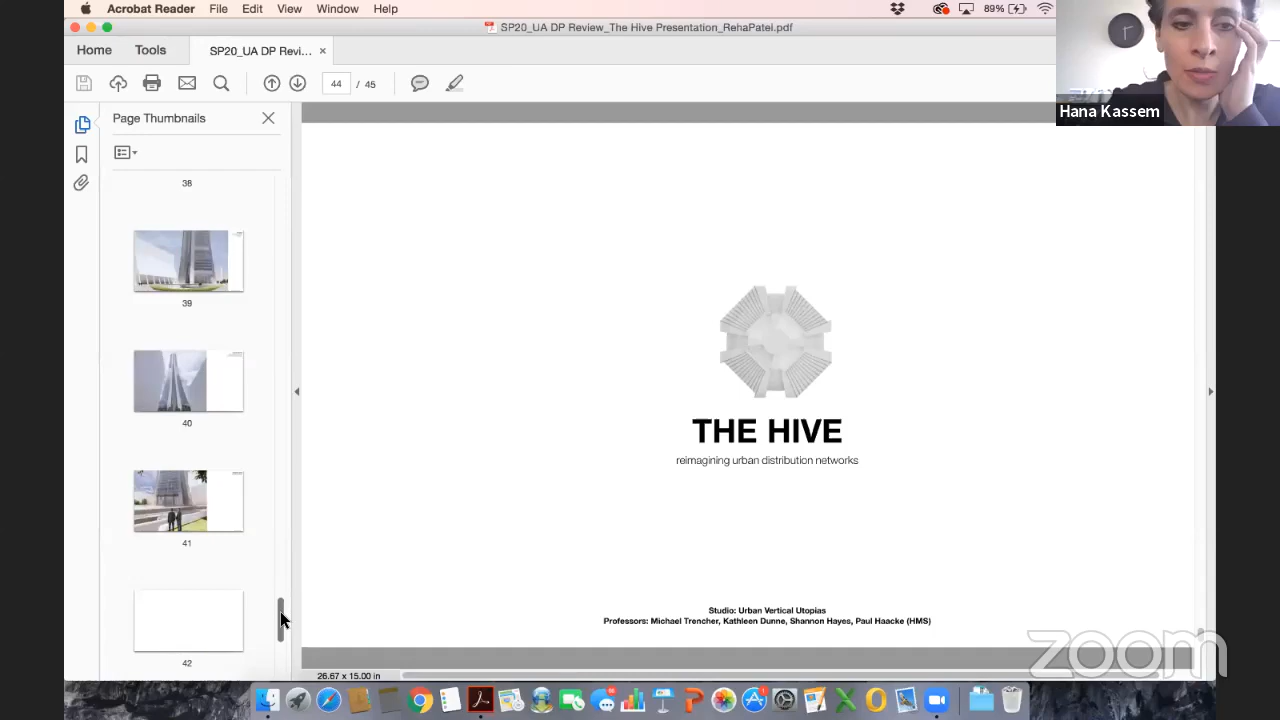 Acrobat Reader File Edit View Window Help 89%
SP20_UA DP Review_The Hive Presentation_RehaPatel.pdf
Home Tools SP20_UA DP Revi... ×
44 / 45
Hana Kassem
Page Thumbnails
38
39
40
41
42
THE HIVE
reimagining urban distribution networks
Studio: Urban Vertical Utopias
Professors: Michael Trencher, Kathleen Dunne, Shannon Hayes, Paul Haacke (HMS)
26.67 x 15.00 in
zoom